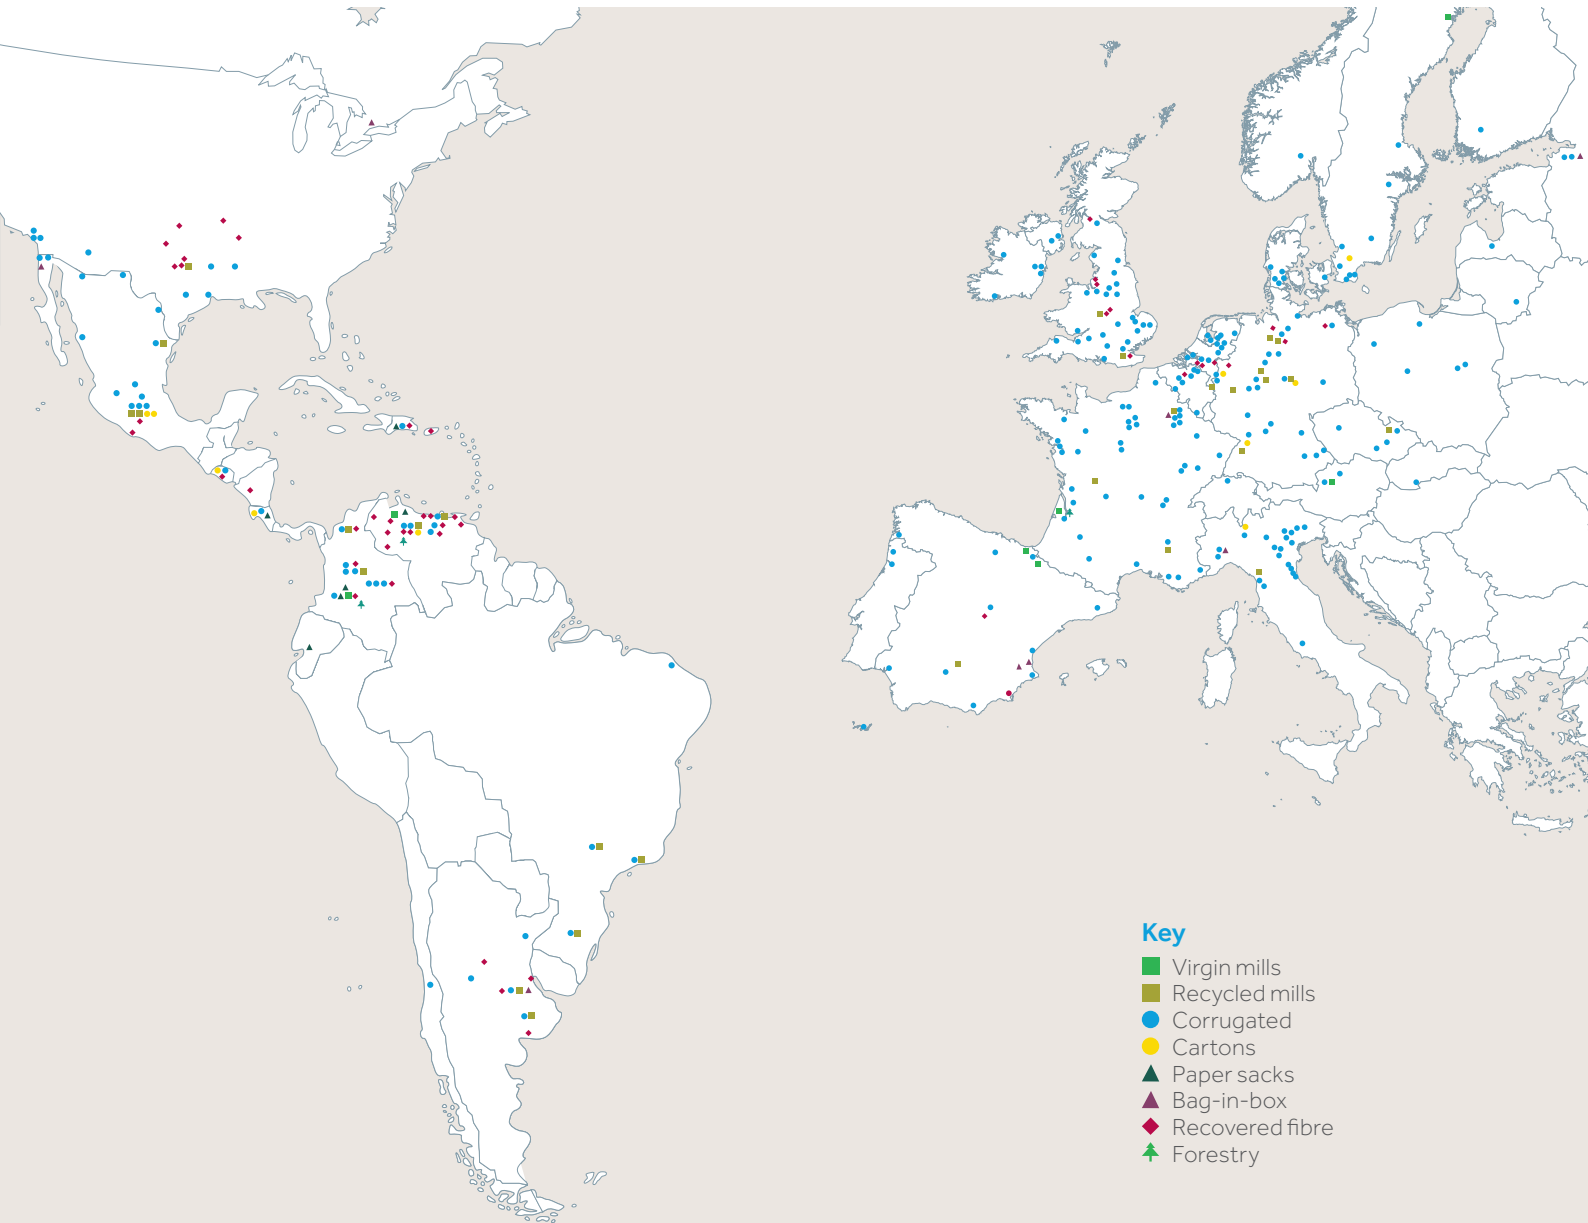 Key
Virgin mills
Recycled mills
Corrugated
Cartons
Paper sacks
Bag-in-box
Recovered fibre
Forestry